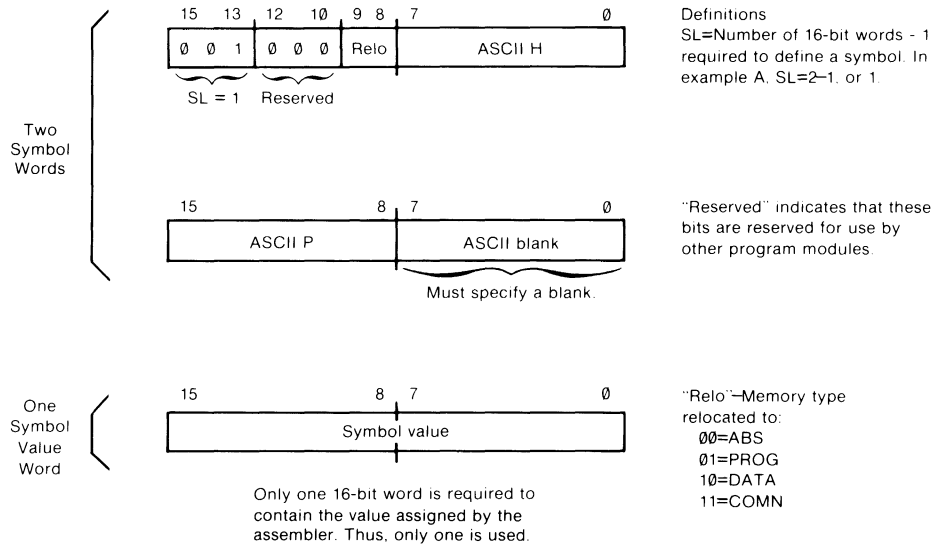 15 13 12 10 9 8 7 Ø
Ø Ø 1 Ø Ø Ø Relo ASCII H
SL = 1 Reserved
Definitions
SL=Number of 16-bit words - 1
required to define a symbol. In
example A, SL=2–1, or 1.
Two
Symbol
Words
15 8 7 Ø
ASCII P ASCII blank
Must specify a blank.
"Reserved" indicates that these
bits are reserved for use by
other program modules.
One
Symbol
Value
Word
15 8 7 Ø
Symbol value
Only one 16-bit word is required to
contain the value assigned by the
assembler. Thus, only one is used.
"Relo"–Memory type
relocated to:
ØØ=ABS
Ø1=PROG
1Ø=DATA
11=COMN